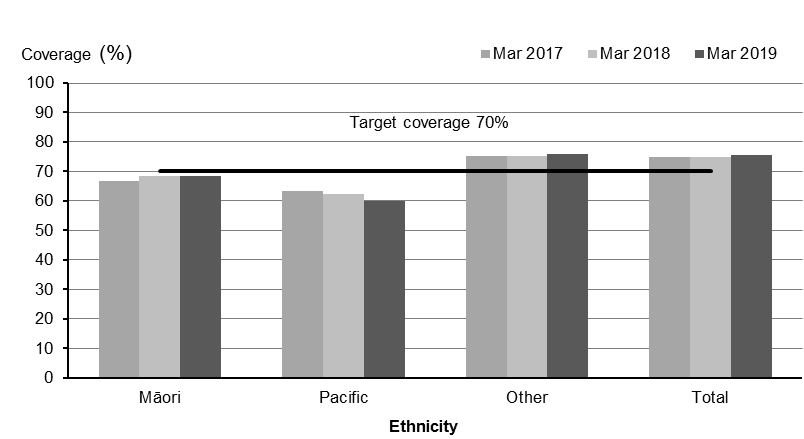 Coverage (%)
Mar 2017 Mar 2018 Mar 2019
100
90
Target coverage 70%
80
70
60
50
40
30
20
10
0
Māori Pacific Other Total
Ethnicity